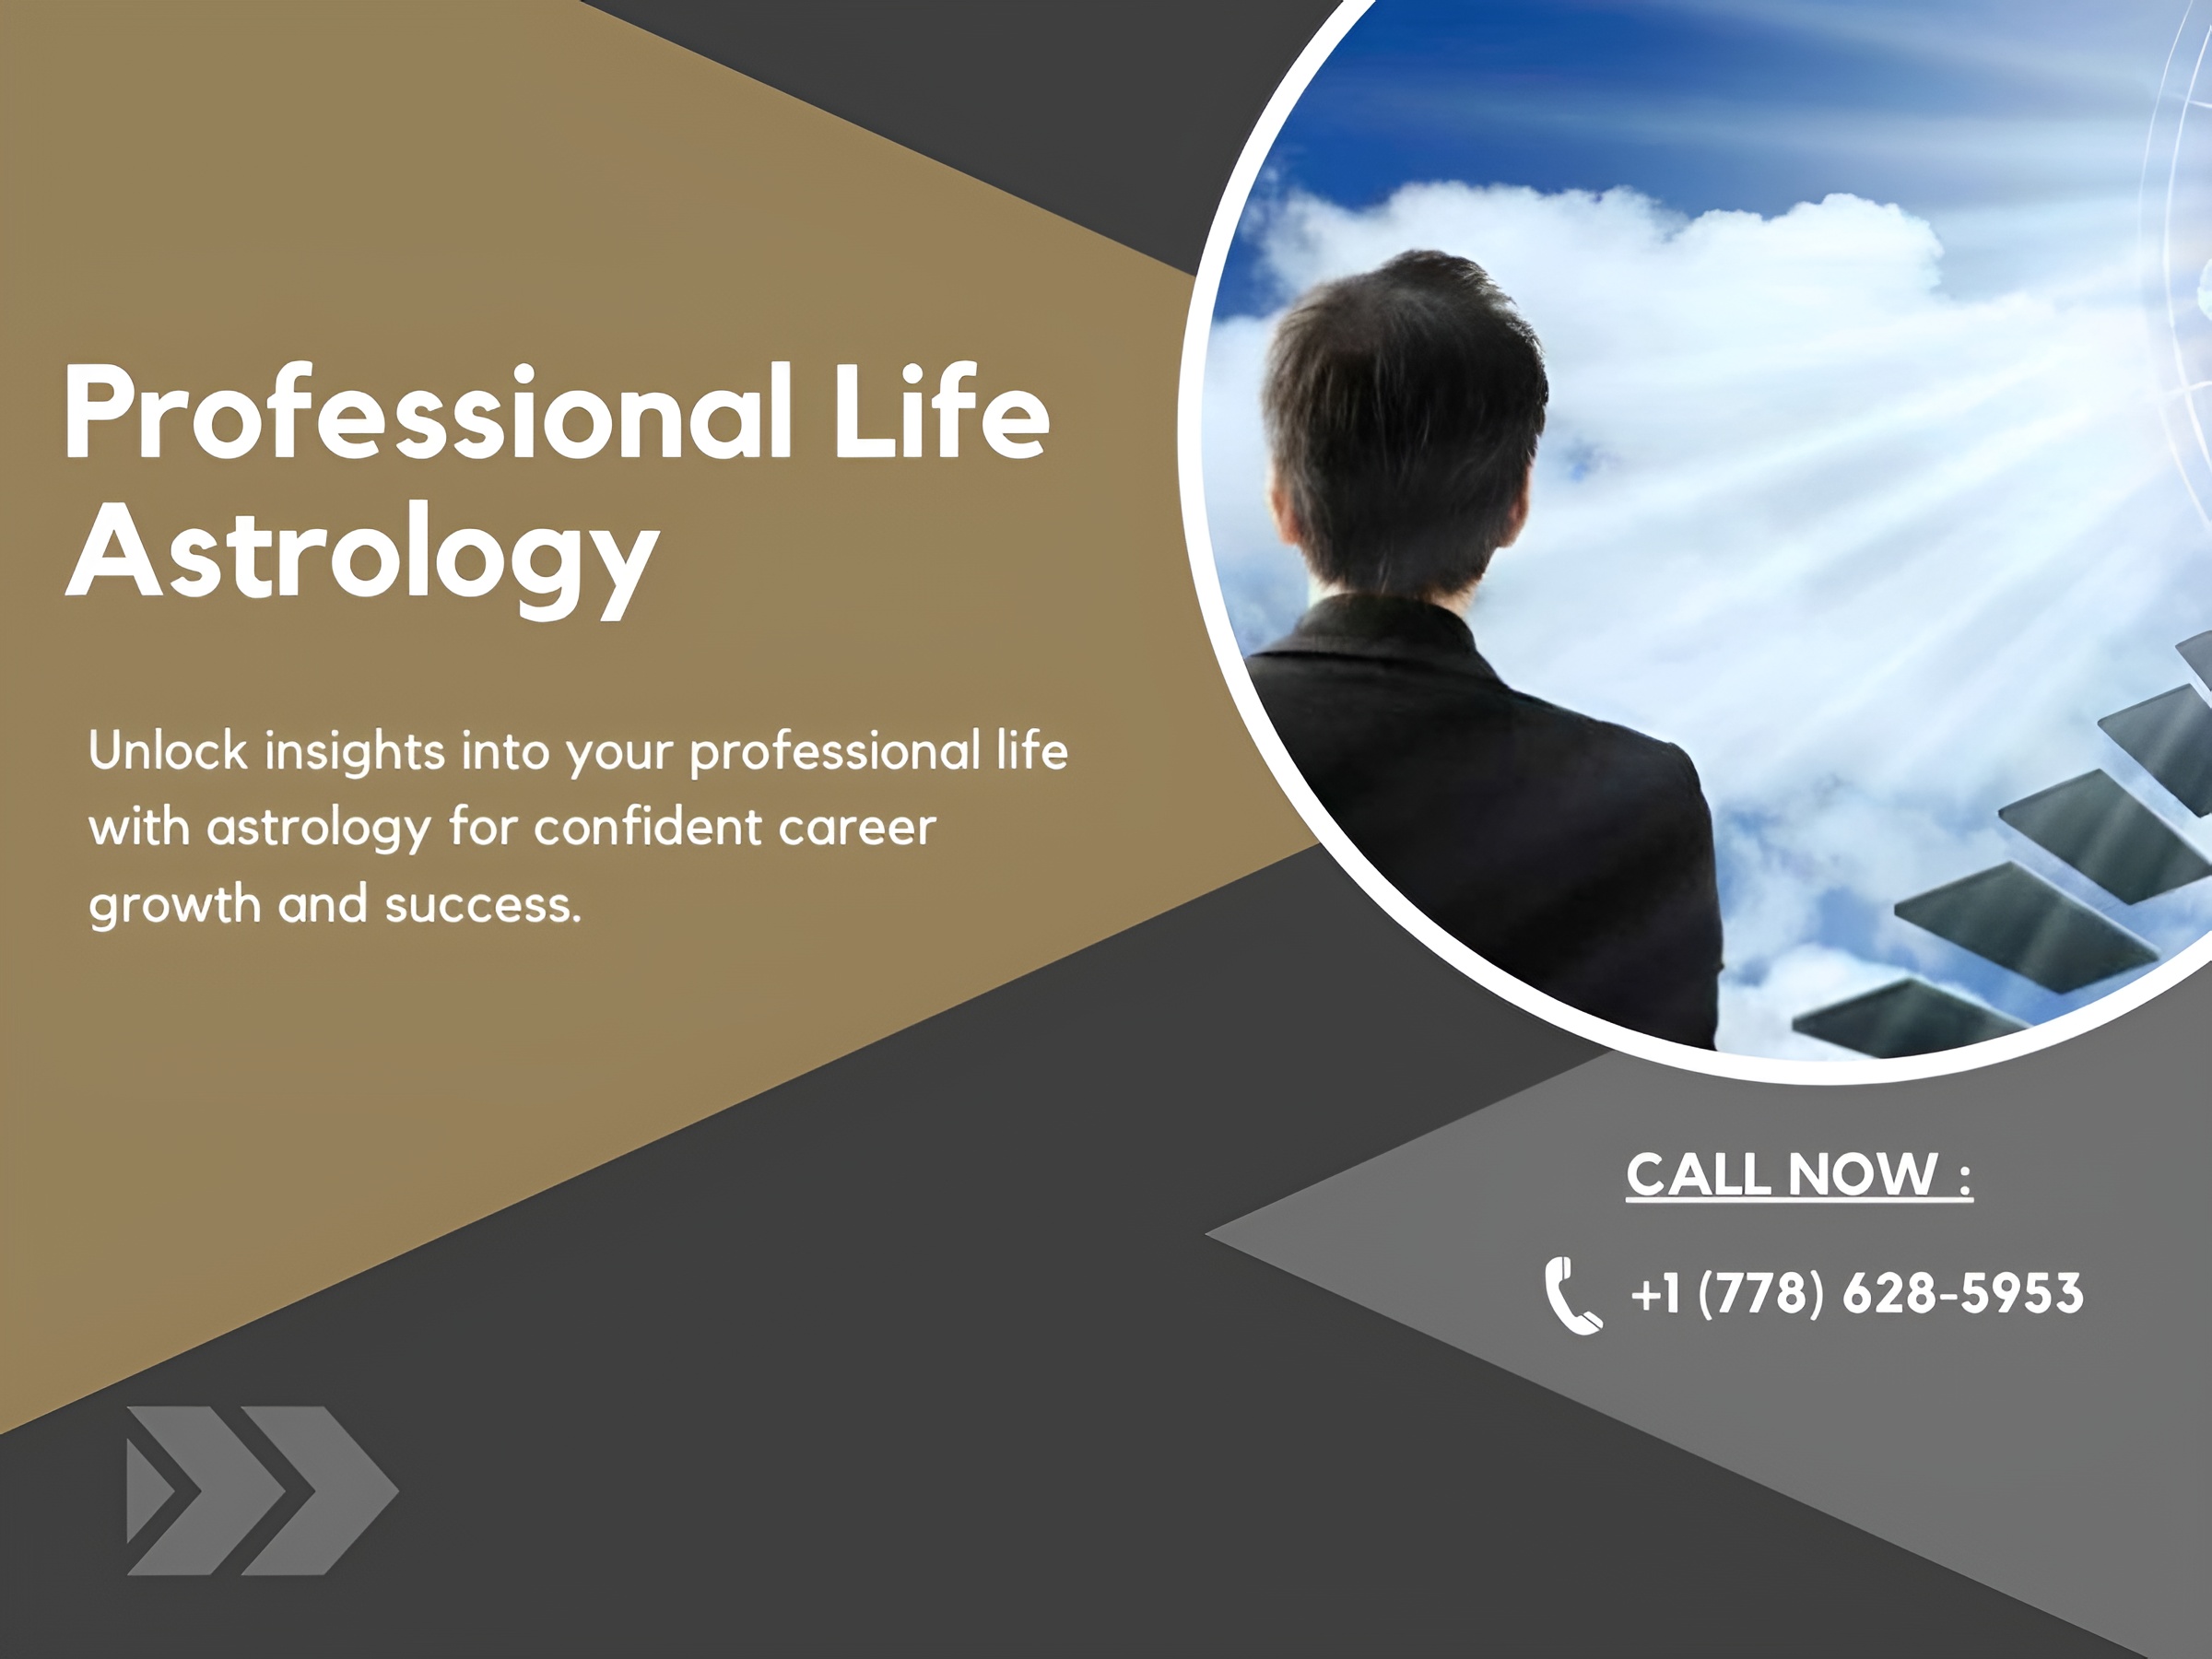 Professional Life
Astrology
Unlock insights into your professional life
with astrology for confident career
growth and success.
CALL NOW :
+1 (778) 628-5953